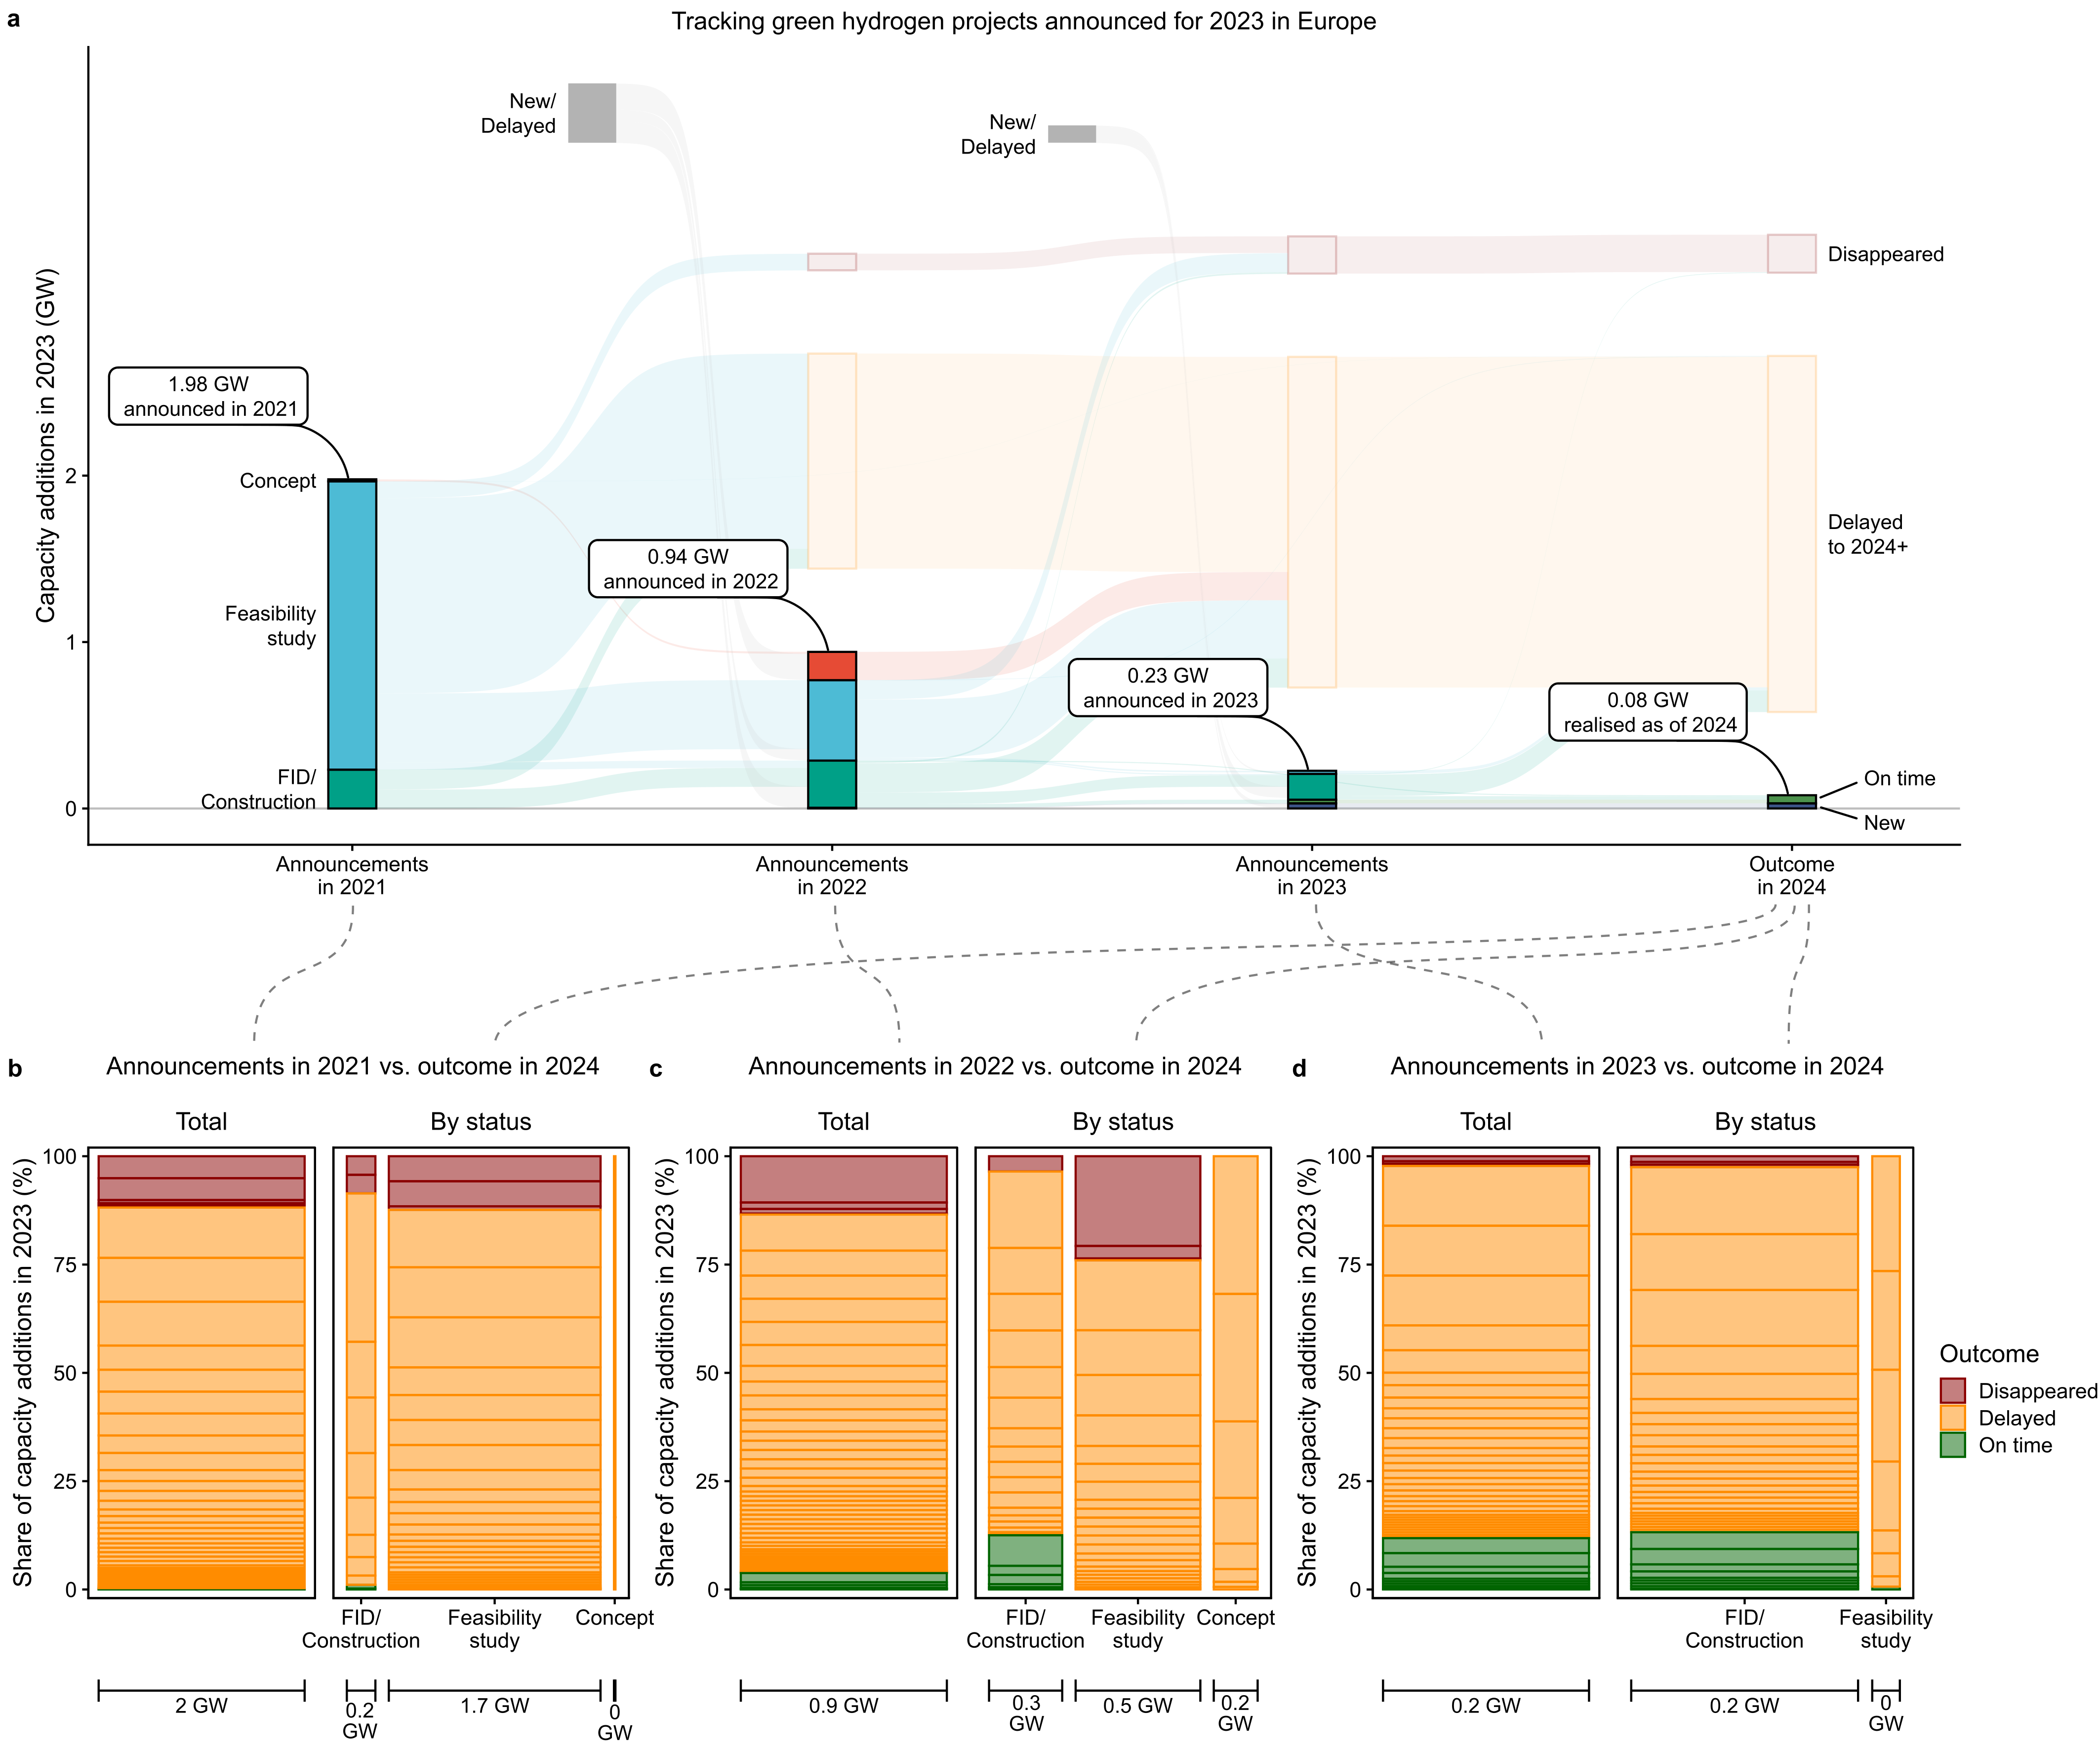 a
Tracking green hydrogen projects announced for 2023 in Europe
Capacity additions in 2023 (GW)
2
1
0
New/
Delayed
New/
Delayed
1.98 GW
announced in 2021
Concept
Feasibility
study
FID/
Construction
0.94 GW
announced in 2022
0.23 GW
announced in 2023
0.08 GW
realised as of 2024
Disappeared
Delayed
to 2024+
On time
New
Announcements
in 2021
Announcements
in 2022
Announcements
in 2023
Outcome
in 2024
b
Announcements in 2021 vs. outcome in 2024
Total
By status
Share of capacity additions in 2023 (%)
100
75
50
25
0
FID/
Construction
Feasibility
study
Concept
2 GW
0.2
GW
1.7 GW
0
GW
c
Announcements in 2022 vs. outcome in 2024
Total
By status
Share of capacity additions in 2023 (%)
100
75
50
25
0
FID/
Construction
Feasibility
study
Concept
0.9 GW
0.3
GW
0.5 GW
0.2
GW
d
Announcements in 2023 vs. outcome in 2024
Total
By status
Share of capacity additions in 2023 (%)
100
75
50
25
0
FID/
Construction
Feasibility
study
0.2 GW
0.2 GW
0
GW
Outcome
Disappeared
Delayed
On time